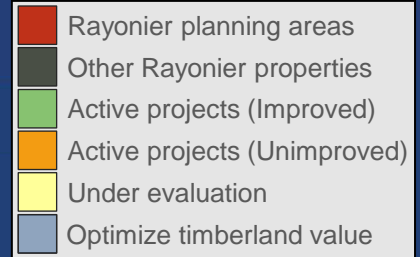 Rayonier planning areas
Other Rayonier properties
Active projects (Improved)
Active projects (Unimproved)
Under evaluation
Optimize timberland value